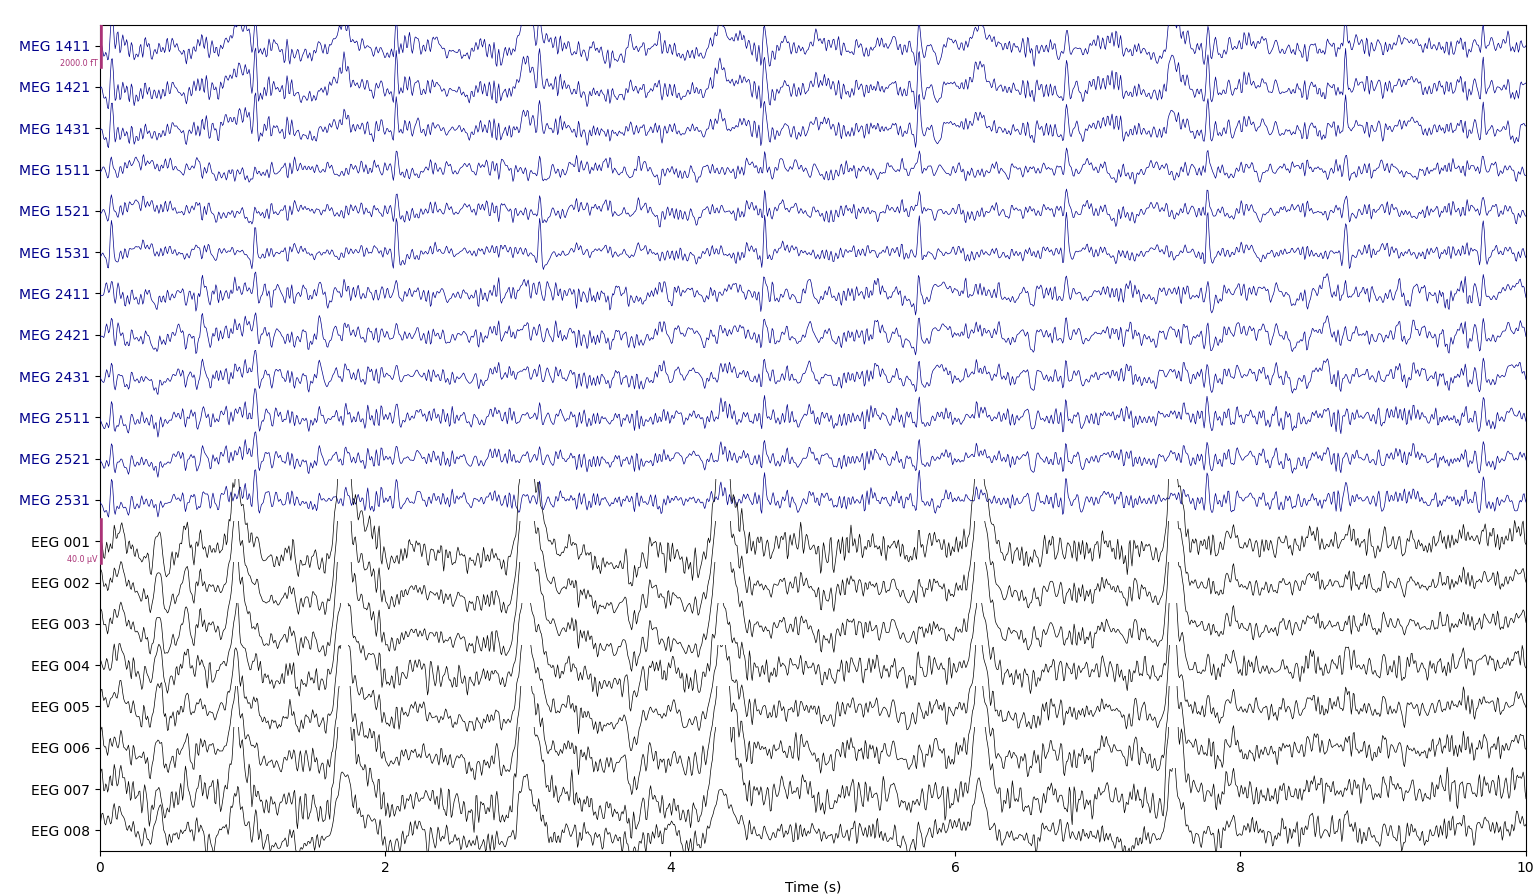 MEG 1411
2000.0 fT
MEG 1421
MEG 1431
MEG 1511
MEG 1521
MEG 1531
MEG 2411
MEG 2421
MEG 2431
MEG 2511
MEG 2521
MEG 2531
EEG 001
40.0 µV
EEG 002
EEG 003
EEG 004
EEG 005
EEG 006
EEG 007
EEG 008
0 2 4 6 8 10
Time (s)